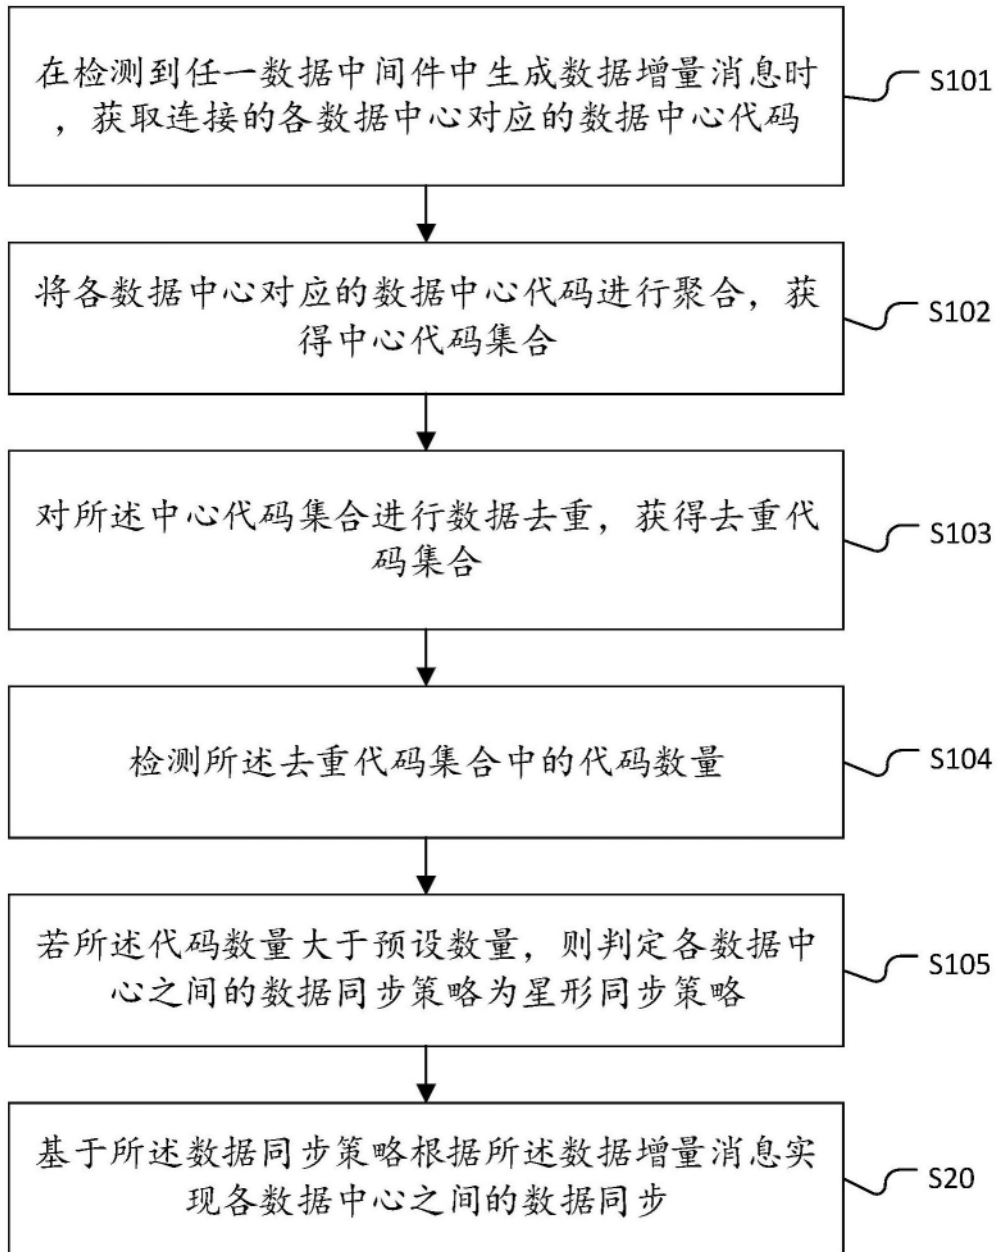 在检测到任一数据中间件中生成数据增量消息时
，获取连接的各数据中心对应的数据中心代码
S101
将各数据中心对应的数据中心代码进行聚合，获
得中心代码集合
S102
对所述中心代码集合进行数据去重，获得去重代
码集合
S103
检测所述去重代码集合中的代码数量
S104
若所述代码数量大于预设数量，则判定各数据中
心之间的数据同步策略为星形同步策略
S105
基于所述数据同步策略根据所述数据增量消息实
现各数据中心之间的数据同步
S20